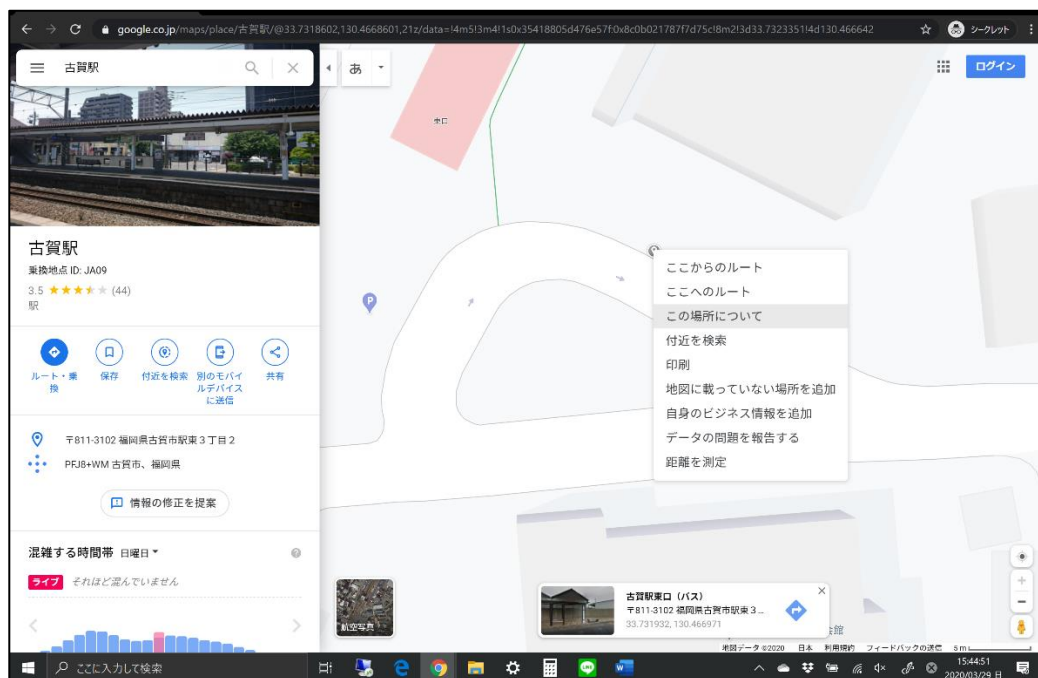 google.co.jp/maps/place/古賀駅/@33.7318602,130.4668601,21z/data=!4m5!3m4!1s0x35418805d476e57f:0x8c0b021787f7d75c!8m2!3d33.7323351!4d130.466642
シークレット
古賀駅
あ
ログイン
東口
古賀駅
乗換地点 ID: JA09
3.5 (44)
駅
ルート・乗
換
保存
付近を検索
別のモバイ
ルデバイス
に送信
共有
〒811-3102 福岡県古賀市駅東3丁目2
PFJ8+WM 古賀市、福岡県
情報の修正を提案
混雑する時間帯 日曜日
ライブ それほど混んでいません
P
ここからのルート
ここへのルート
この場所について
付近を検索
印刷
地図に載っていない場所を追加
自身のビジネス情報を追加
データの問題を報告する
距離を測定
航空写真
古賀駅東口（バス）
〒811-3102 福岡県古賀市駅東3...
33.731932, 130.466971
会館
地図データ ©2020 日本 利用規約 フィードバックの送信 5 m
ここに入力して検索
15:44:51
2020/03/29 日